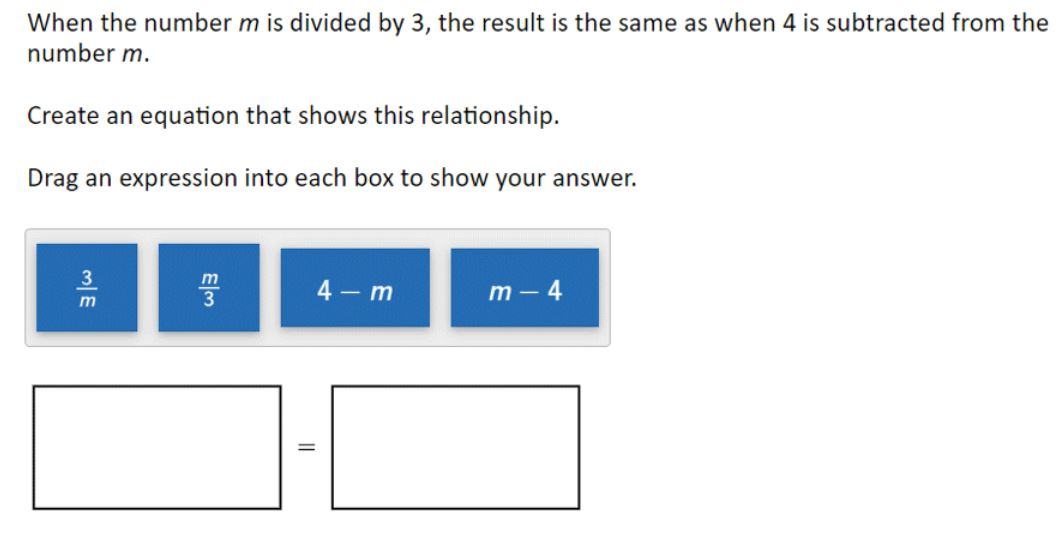 When the number m is divided by 3, the result is the same as when 4 is subtracted from the
number m.
Create an equation that shows this relationship.
Drag an expression into each box to show your answer.
3/m m/3 4 – m m – 4
=